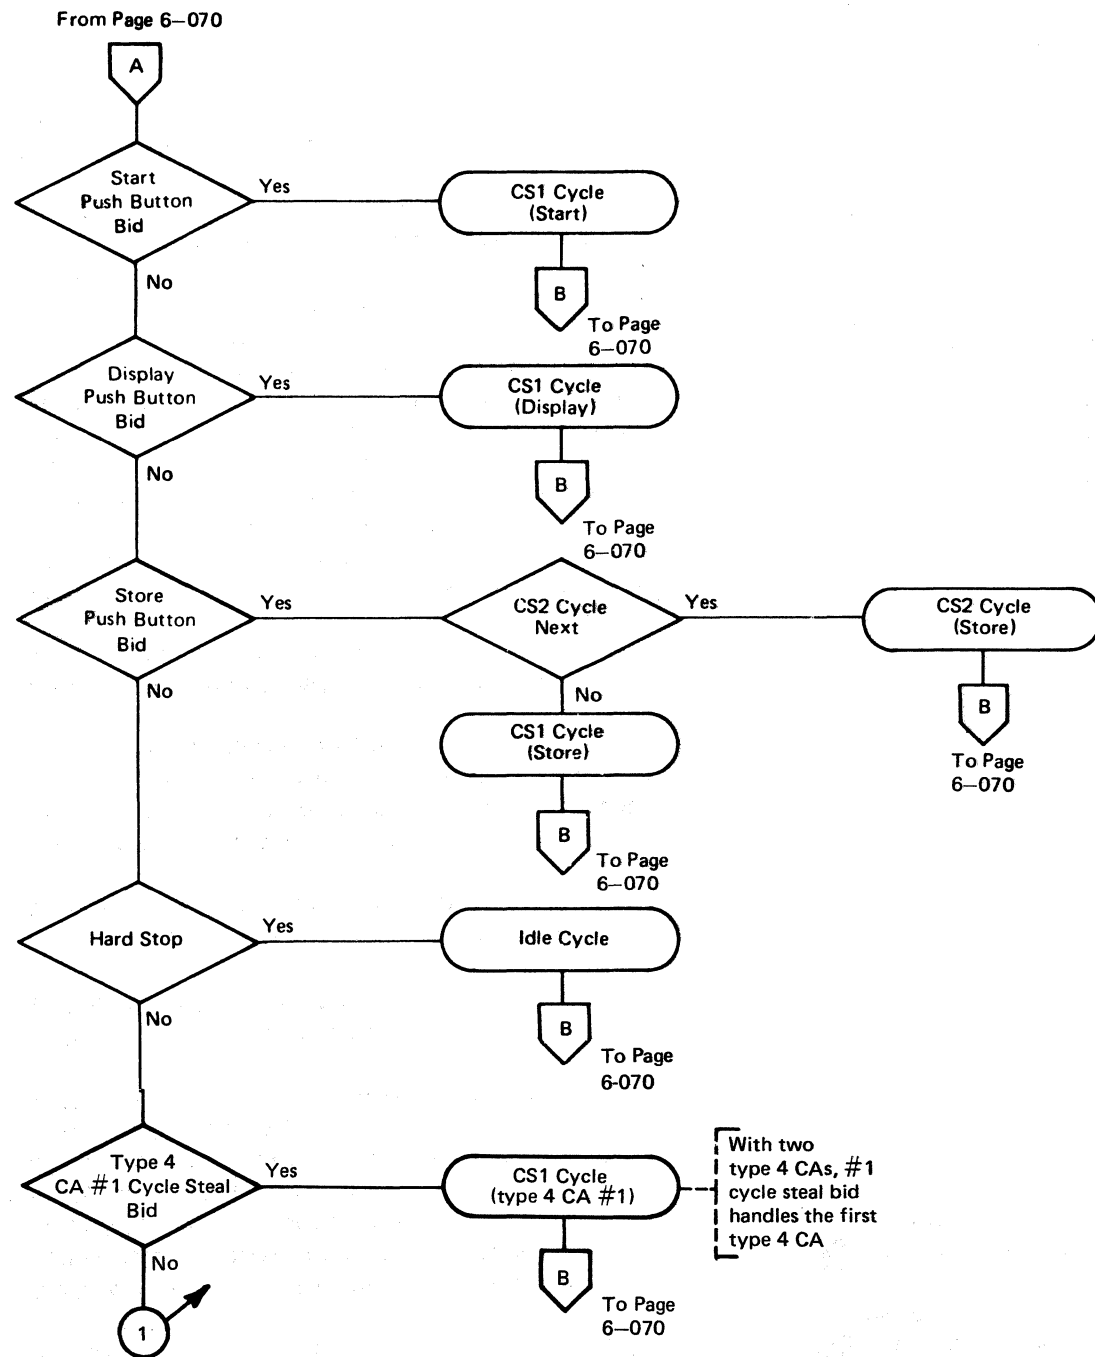 From Page 6–070
A
Start
Push Button
Bid
Yes
CS1 Cycle
(Start)
No
B
To Page
6–070
Display
Push Button
Bid
Yes
CS1 Cycle
(Display)
No
B
To Page
6–070
Store
Push Button
Bid
Yes
CS2 Cycle
Next
Yes
CS2 Cycle
(Store)
No
No
CS1 Cycle
(Store)
B
To Page
6–070
B
To Page
6–070
Hard Stop
Yes
Idle Cycle
No
B
To Page
6-070
Type 4
CA #1 Cycle Steal
Bid
Yes
CS1 Cycle
(type 4 CA #1)
With two
type 4 CAs, #1
cycle steal bid
handles the first
type 4 CA
No
B
To Page
6–070
1